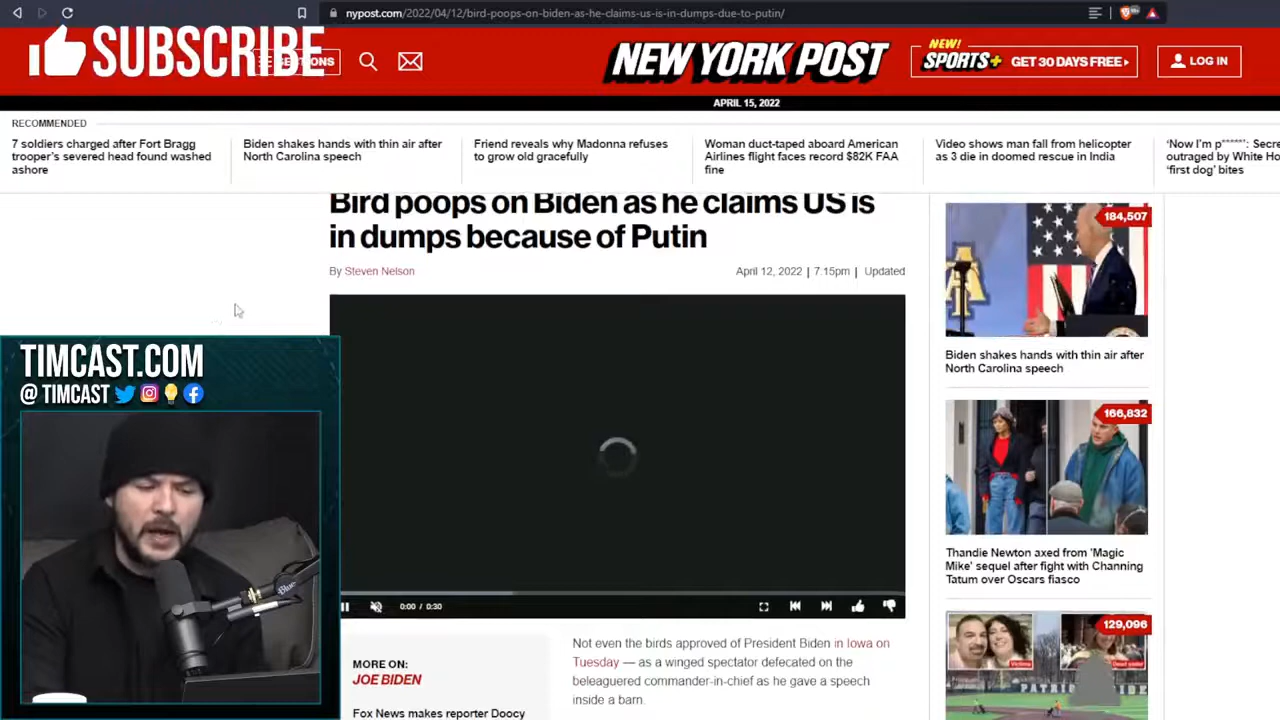 nypost.com/2022/04/12/bird-poops-on-biden-as-he-claims-us-is-in-dumps-due-to-putin/
SUBSCRIBE
NEW YORK POST
NEW!
SPORTS+
GET 30 DAYS FREE
LOG IN
APRIL 15, 2022
RECOMMENDED
7 soldiers charged after Fort Bragg
trooper's severed head found washed
ashore
Biden shakes hands with thin air after
North Carolina speech
Friend reveals why Madonna refuses
to grow old gracefully
Woman duct-taped aboard American
Airlines flight faces record $82K FAA
fine
Video shows man fall from helicopter
as 3 die in doomed rescue in India
'Now I'm p*****':
outraged by White
'first dog' bites
Bird poops on Biden as he claims US is
in dumps because of Putin
By Steven Nelson
April 12, 2022 | 7:15pm | Updated
184,507
Biden shakes hands with thin air after
North Carolina speech
166,832
Thandie Newton axed from 'Magic
Mike' sequel after fight with Channing
Tatum over Oscars fiasco
129,096
Victims
TIMCAST.COM
@ TIMCAST
Blue
0:00 / 0:30
MORE ON:
JOE BIDEN
Fox News makes reporter Doocy
Not even the birds approved of President Biden in Iowa on
Tuesday — as a winged spectator defecated on the
beleaguered commander-in-chief as he gave a speech
inside a barn.